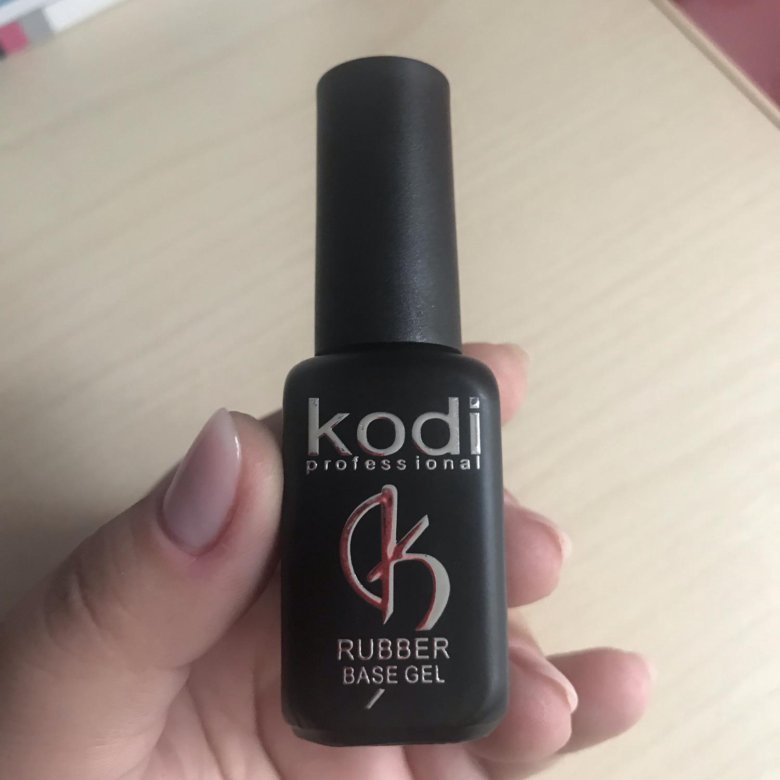 kodi
professional
K
RUBBER
BASE GEL